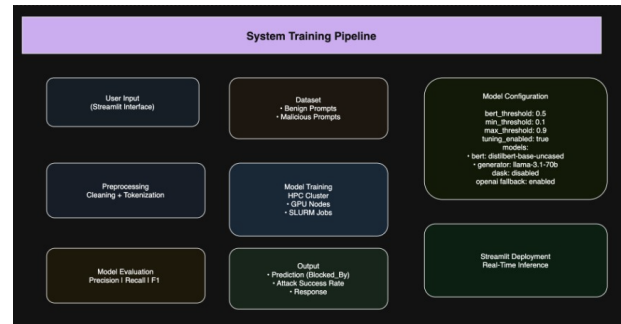 System Training Pipeline
User Input
(Streamlit Interface)
Dataset
• Benign Prompts
• Malicious Prompts
Model Configuration
bert_threshold: 0.5
min_threshold: 0.1
max_threshold: 0.9
tuning_enabled: true
models:
• bert: distilbert-base-uncased
• generator: llama-3.1-70b
dask: disabled
openai fallback: enabled
Preprocessing
Cleaning + Tokenization
Model Training
HPC Cluster
• GPU Nodes
• SLURM Jobs
Model Evaluation
Precision | Recall | F1
Output
• Prediction (Blocked_By)
• Attack Success Rate
• Response
Streamlit Deployment
Real-Time Inference